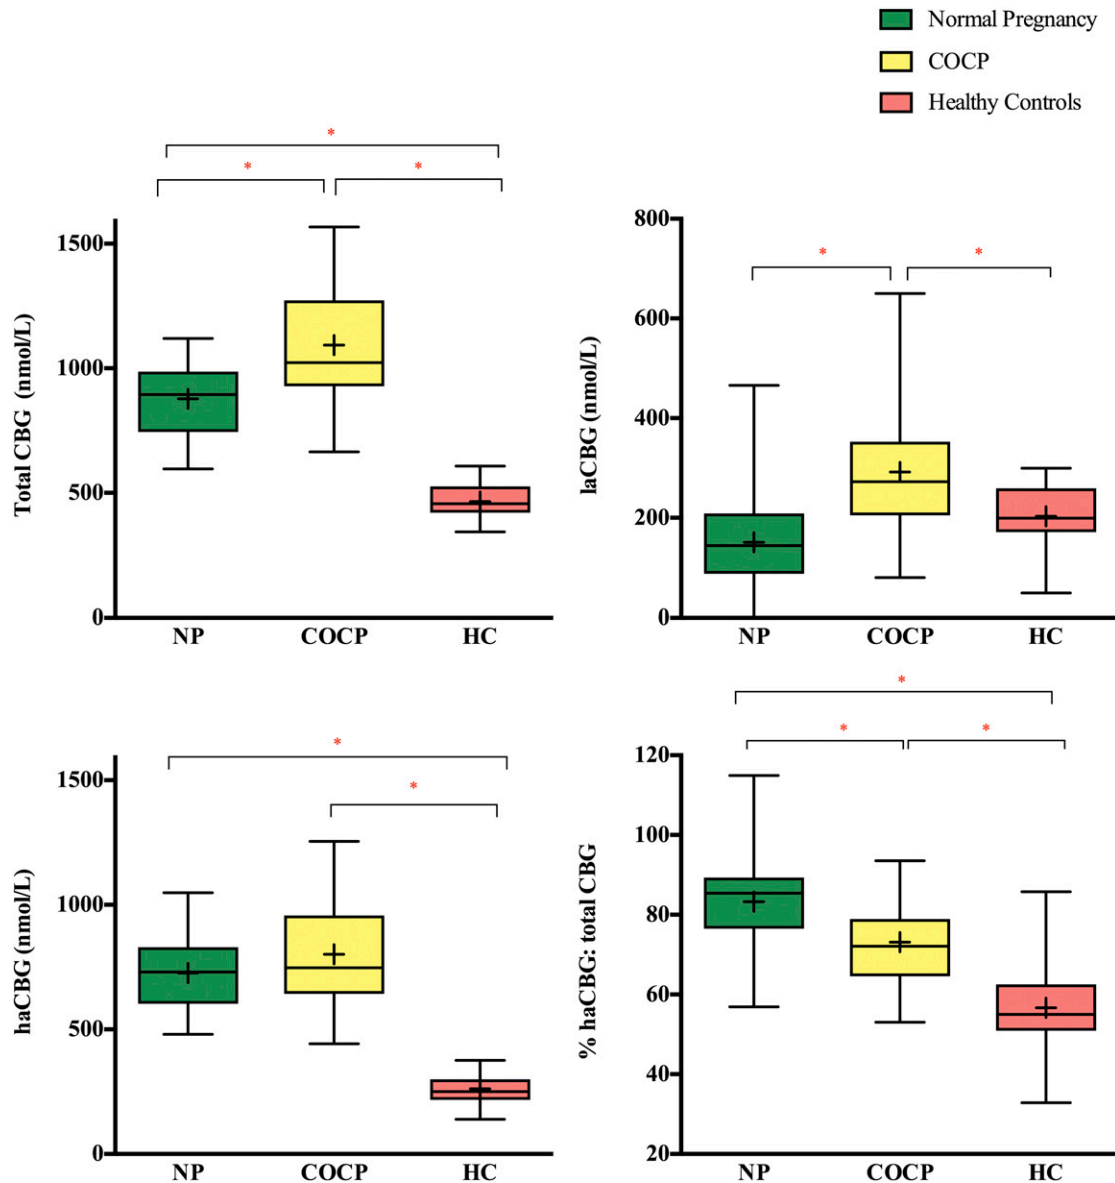 Normal Pregnancy
COCP
Healthy Controls
*
* *
1500
1000
500
0
Total CBG (nmol/L)
NP COCP HC
* *
800
600
400
200
0
laCBG (nmol/L)
NP COCP HC
*
*
1500
1000
500
0
haCBG (nmol/L)
NP COCP HC
*
* *
120
100
80
60
40
20
% haCBG: total CBG
NP COCP HC